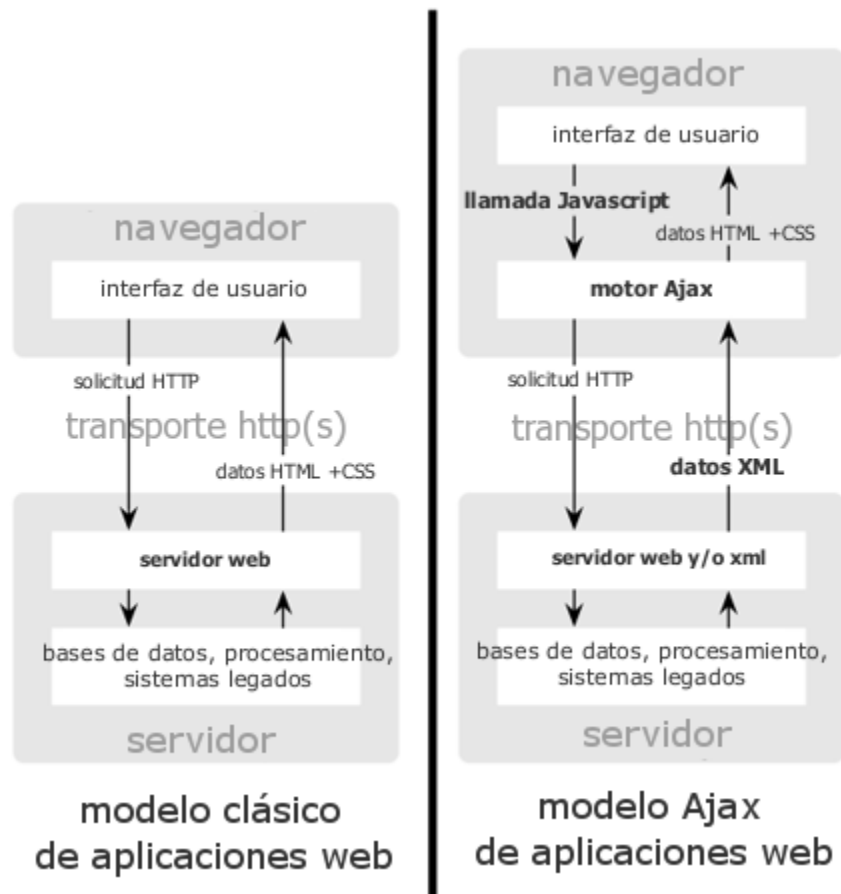 navegador
interfaz de usuario
solicitud HTTP
transporte http(s)
datos HTML +CSS
servidor web
bases de datos, procesamiento,
sistemas legados
servidor
modelo clásico
de aplicaciones web
navegador
interfaz de usuario
llamada Javascript
datos HTML +CSS
motor Ajax
solicitud HTTP
transporte http(s)
datos XML
servidor web y/o xml
bases de datos, procesamiento,
sistemas legados
servidor
modelo Ajax
de aplicaciones web